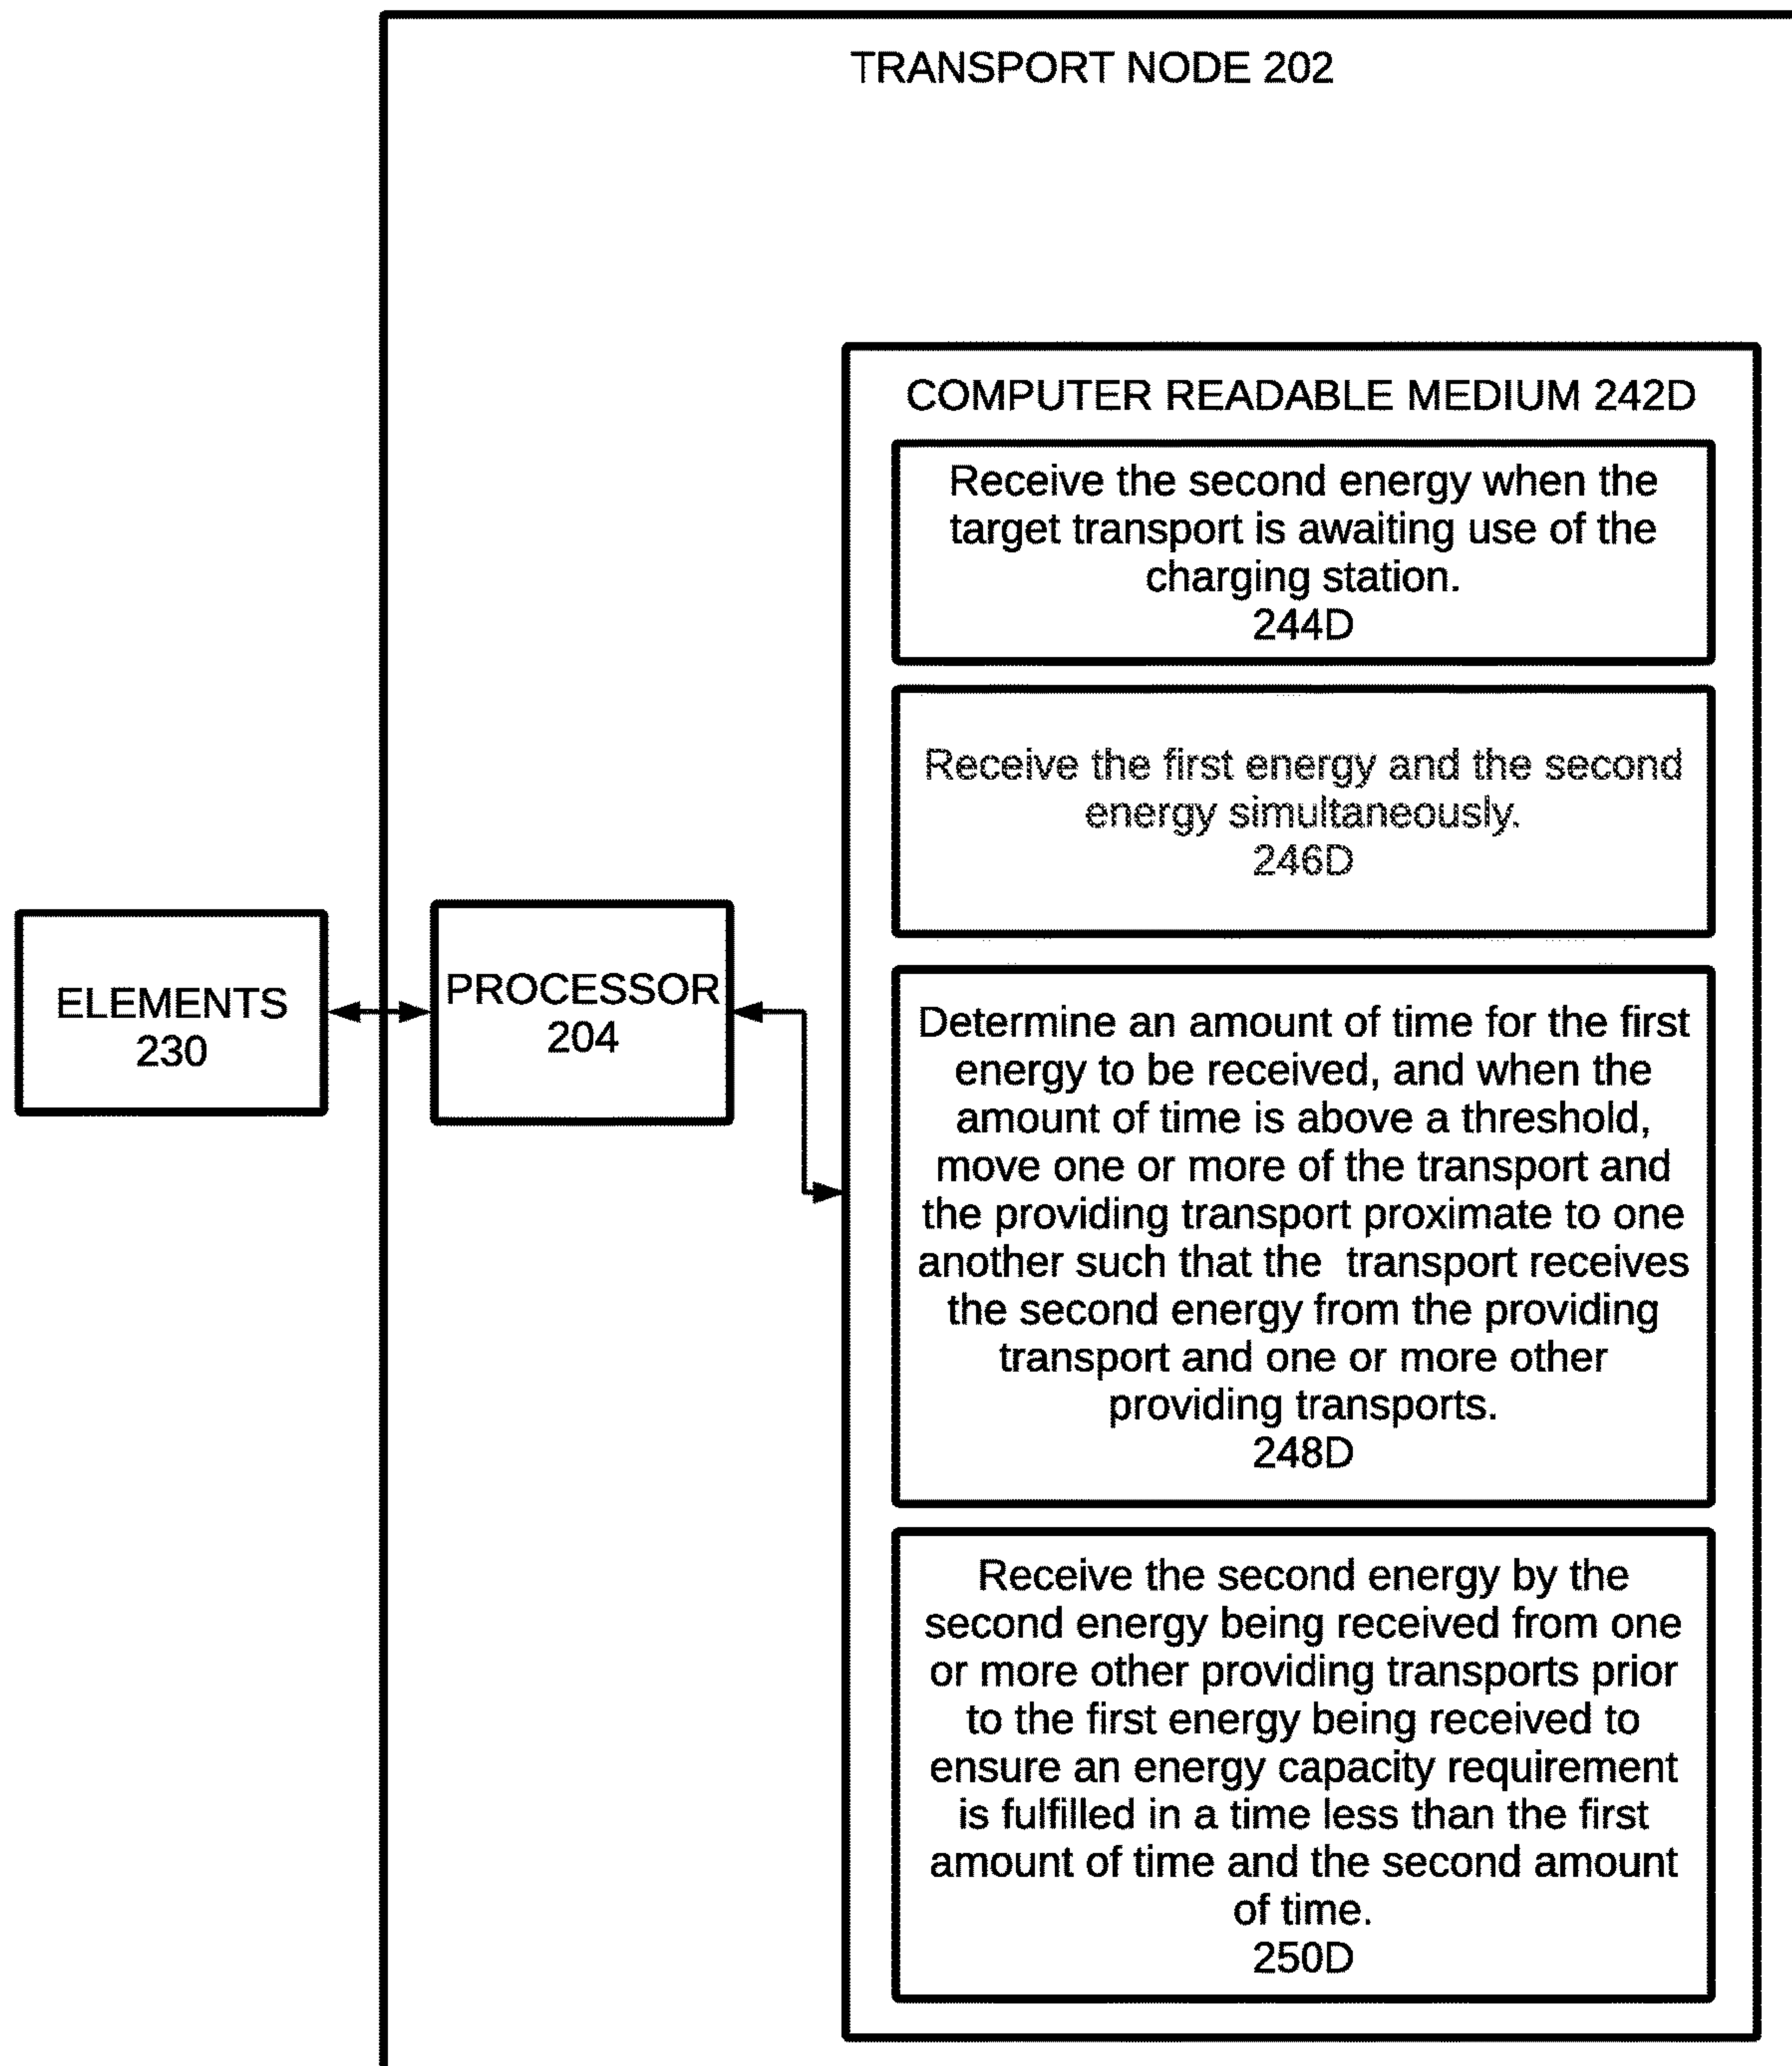 TRANSPORT NODE 202
COMPUTER READABLE MEDIUM 242D
Receive the second energy when the
target transport is awaiting use of the
charging station.
244D
Receive the first energy and the second
energy simultaneously.
246D
ELEMENTS
230
PROCESSOR
204
Determine an amount of time for the first
energy to be received, and when the
amount of time is above a threshold,
move one or more of the transport and
the providing transport proximate to one
another such that the  transport receives
the second energy from the providing
transport and one or more other
providing transports.
248D
Receive the second energy by the
second energy being received from one
or more other providing transports prior
to the first energy being received to
ensure an energy capacity requirement
is fulfilled in a time less than the first
amount of time and the second amount
of time.
250D